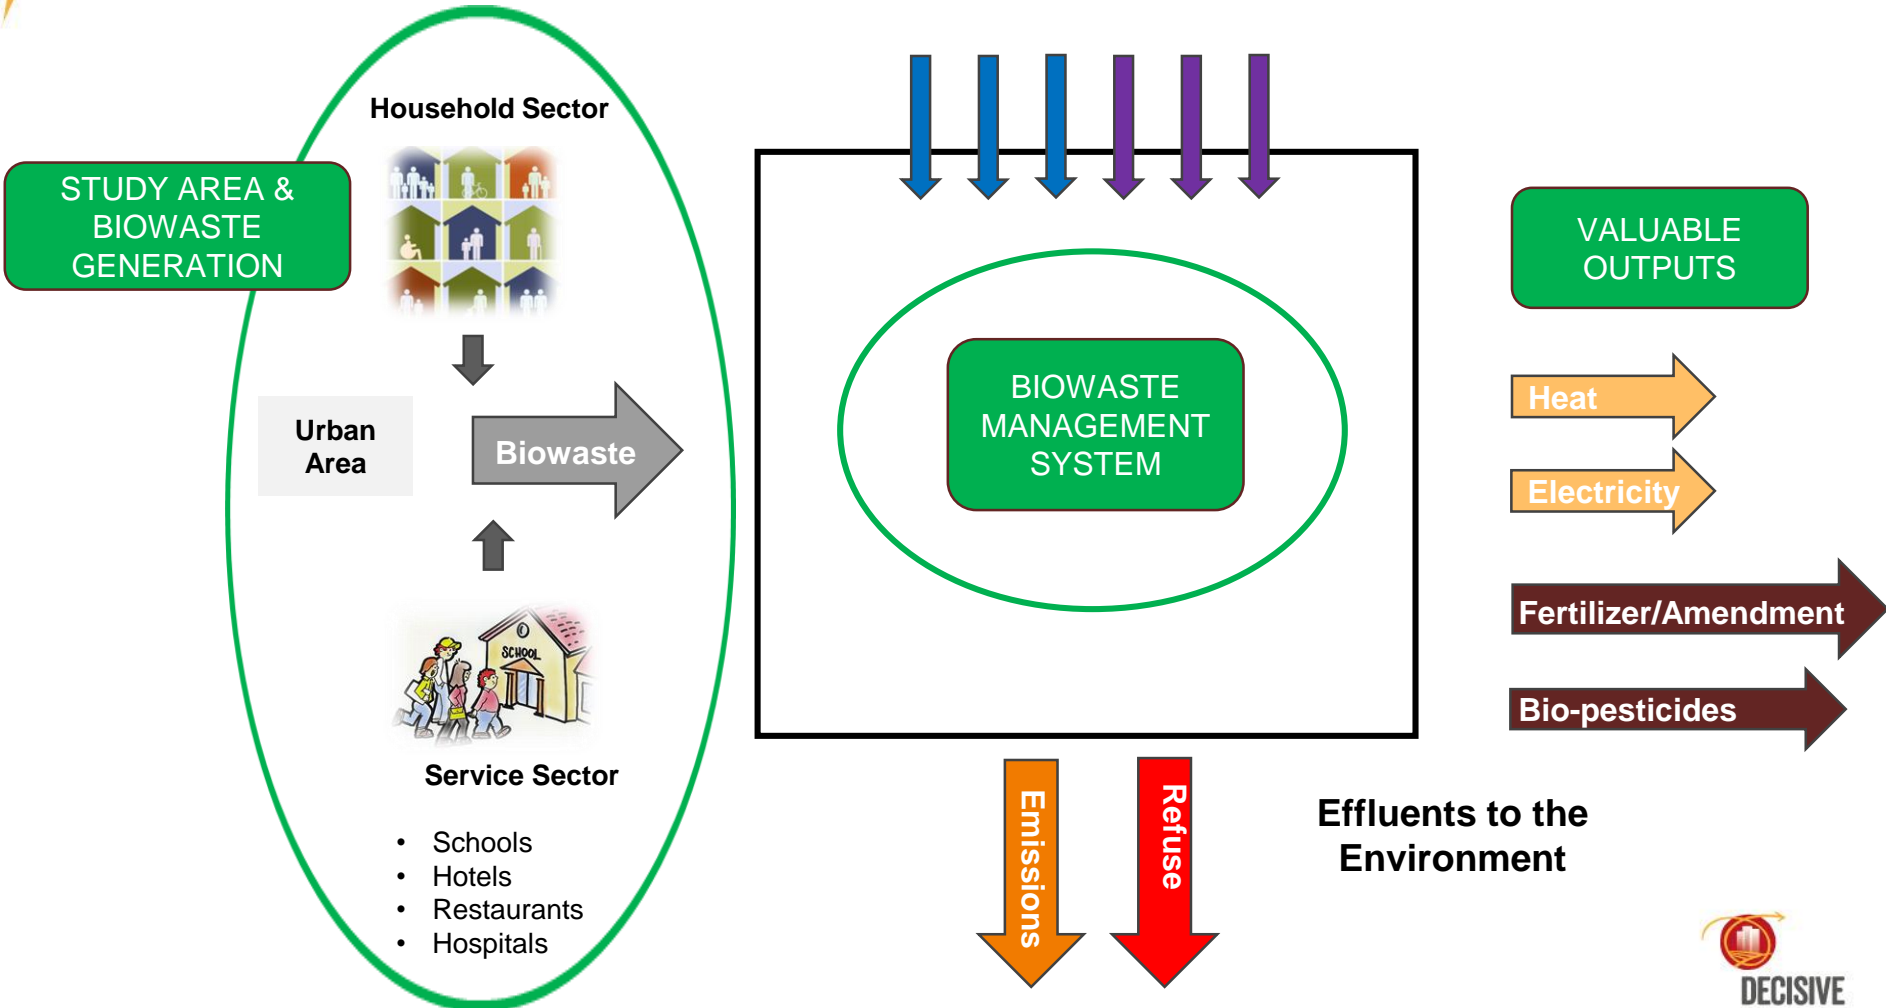 Household Sector
STUDY AREA &
BIOWASTE
GENERATION
Urban
Area
Biowaste
SCHOOL
Service Sector
• Schools
• Hotels
• Restaurants
• Hospitals
BIOWASTE
MANAGEMENT
SYSTEM
Emissions
Refuse
Effluents to the
Environment
VALUABLE
OUTPUTS
Heat
Electricity
Fertilizer/Amendment
Bio-pesticides
DECISIVE